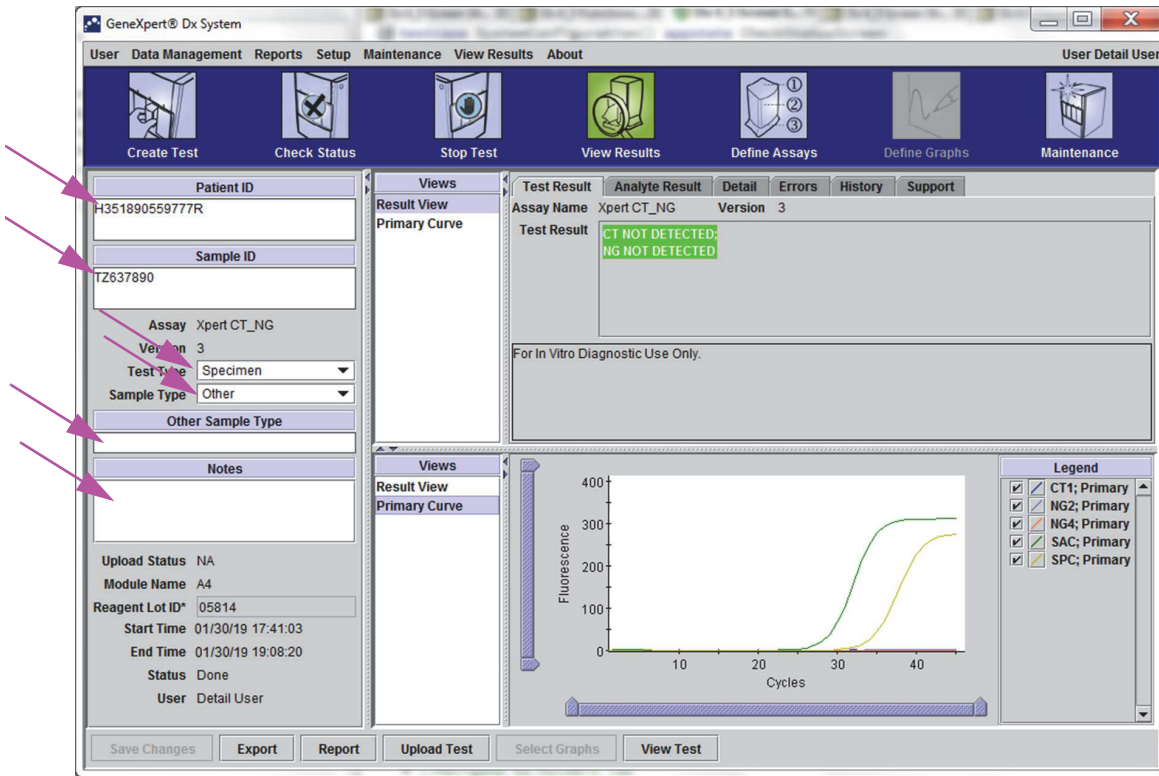 GeneXpert® Dx System
User Data Management Reports Setup Maintenance View Results About User Detail User
Create Test Check Status Stop Test View Results Define Assays Define Graphs Maintenance
① ② ③
Patient ID
H351890559777R
Sample ID
TZ637890
Assay Xpert CT_NG
Version 3
Test Type Specimen
Sample Type Other
Other Sample Type
Notes
Upload Status NA
Module Name A4
Reagent Lot ID* 05814
Start Time 01/30/19 17:41:03
End Time 01/30/19 19:08:20
Status Done
User Detail User
Views
Result View
Primary Curve
Test Result Analyte Result Detail Errors History Support
Assay Name Xpert CT_NG Version 3
Test Result CT NOT DETECTED;
NG NOT DETECTED
For In Vitro Diagnostic Use Only.
Views
Result View
Primary Curve
Fluorescence
400
300
200
100
0
10 20 30 40
Cycles
Legend
CT1; Primary
NG2; Primary
NG4; Primary
SAC; Primary
SPC; Primary
Save Changes Export Report Upload Test Select Graphs View Test